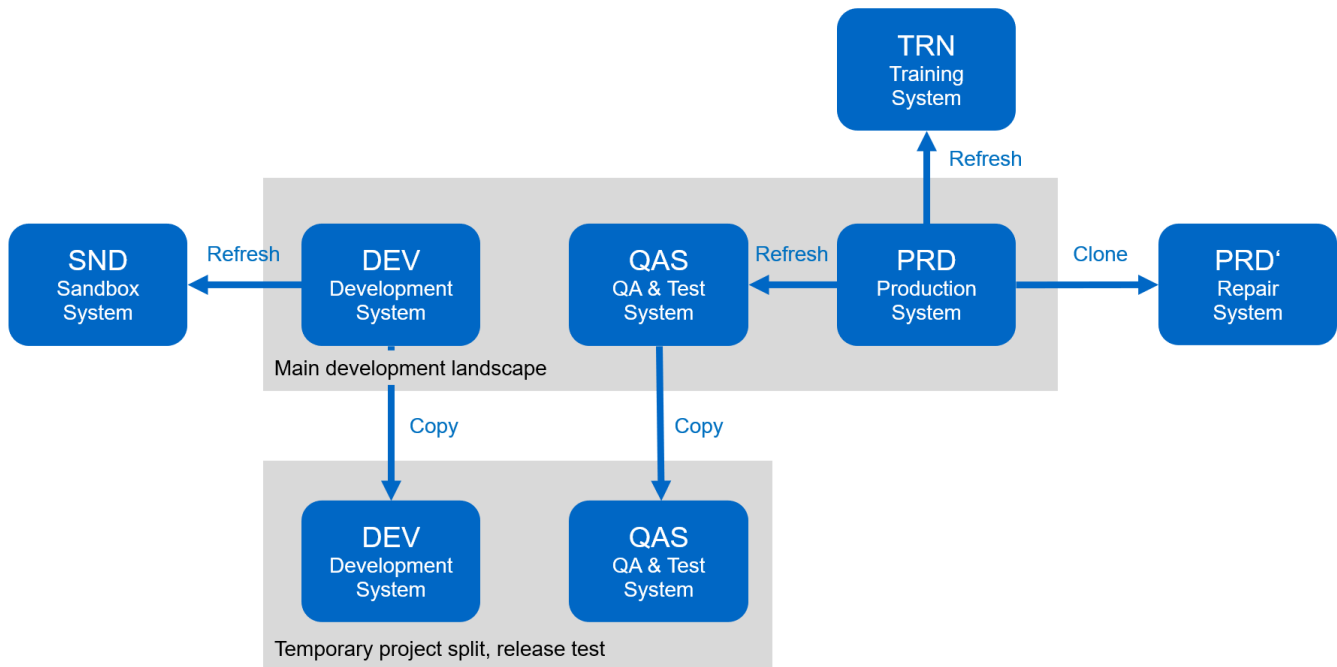 TRN
Training
System
Refresh
SND
Sandbox
System
Refresh
DEV
Development
System
QAS
QA & Test
System
Refresh
PRD
Production
System
Clone
PRD‘
Repair
System
Main development landscape
Copy
Copy
DEV
Development
System
QAS
QA & Test
System
Temporary project split, release test